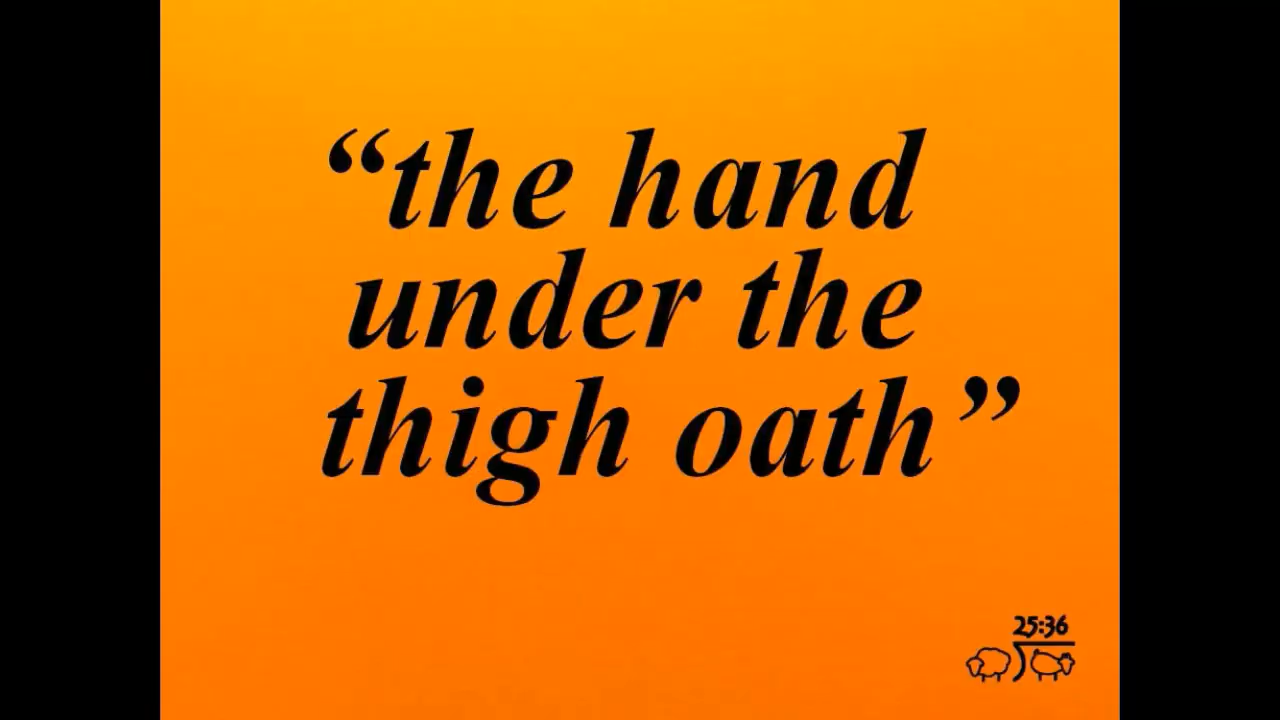 “the hand
under the
thigh oath”
25:36